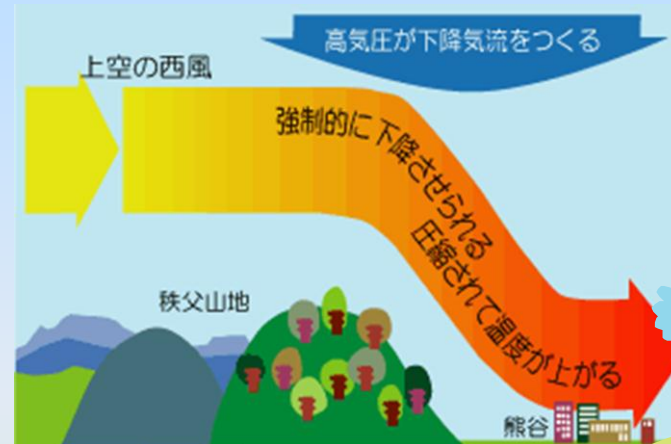 高気圧が下降気流をつくる
上空の西風
強制的に下降させられる
圧縮されて温度が上がる
秩父山地
熊谷